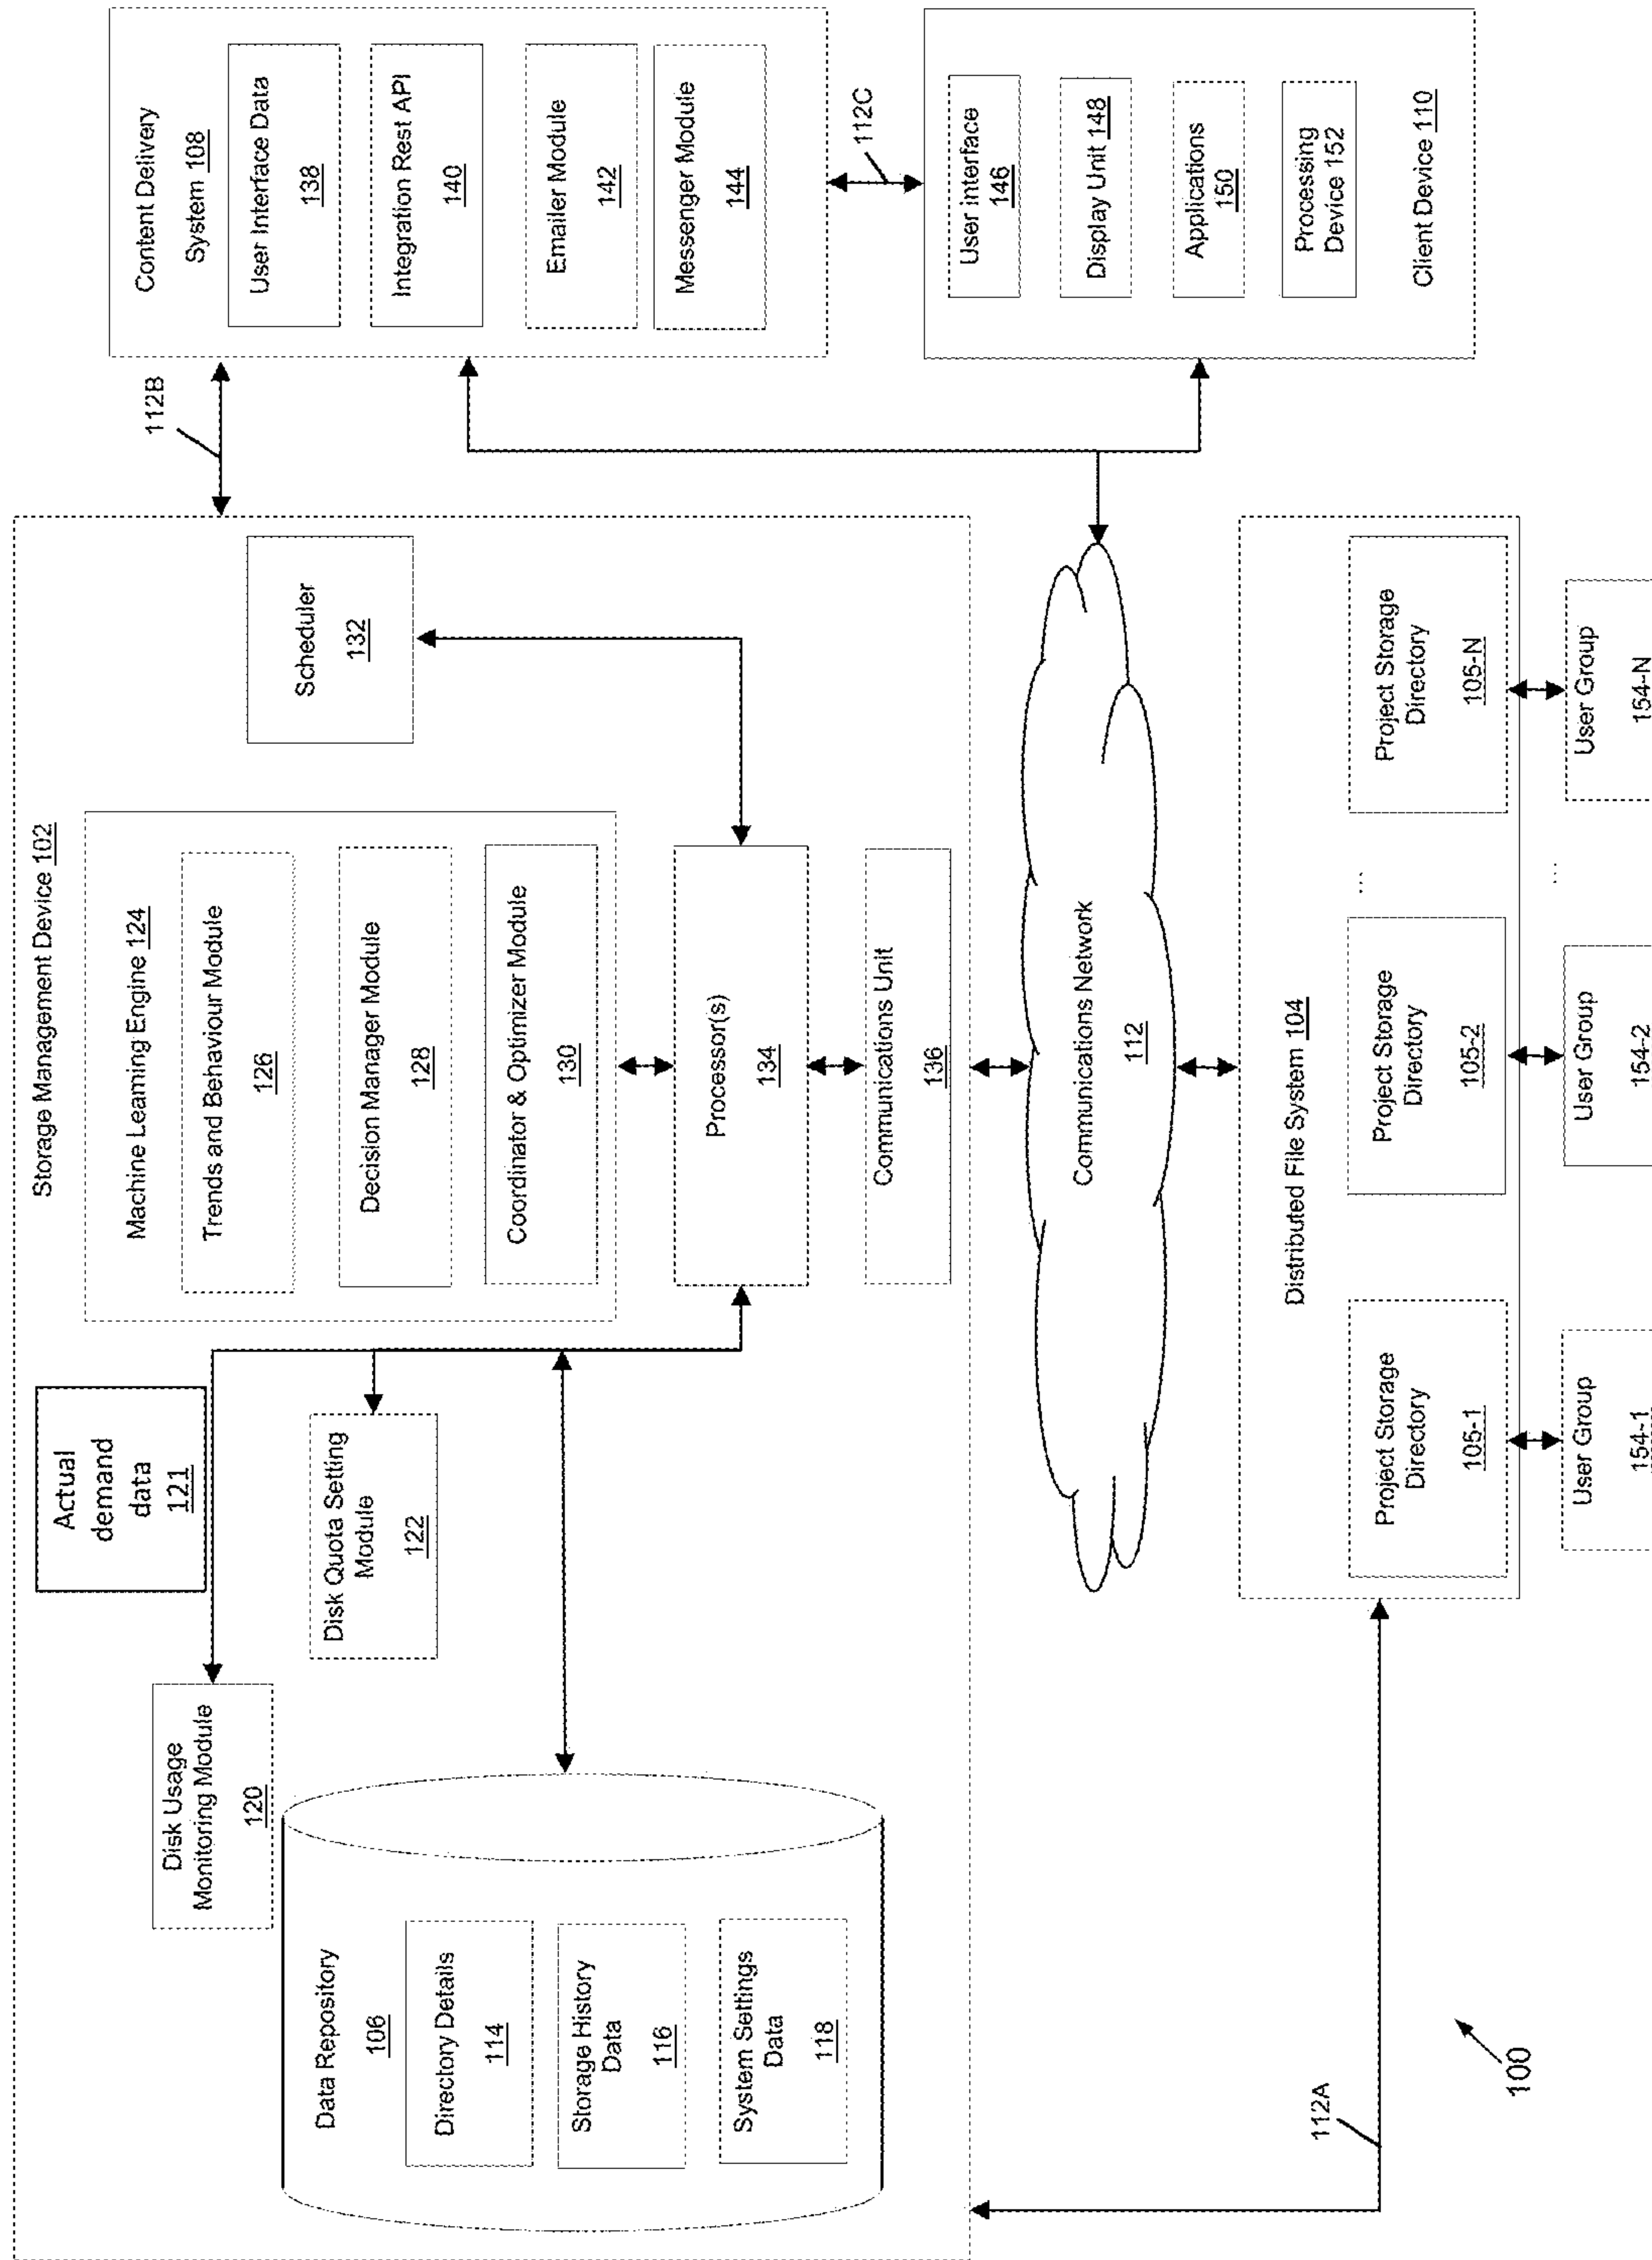 Storage Management Device 102
Data Repository
106
Directory Details
114
Storage History
Data
116
System Settings
Data
118
Disk Usage
Monitoring Module
120
Actual
demand
data
121
Disk Quota Setting
Module
122
Machine Learning Engine 124
Trends and Behaviour Module
126
Decision Manager Module
128
Coordinator & Optimizer Module
130
Scheduler
132
Processor(s)
134
Communications Unit
136
112B
Content Delivery
System 108
User Interface Data
138
Integration Rest API
140
Emailer Module
142
Messenger Module
144
112C
User interface
146
Display Unit 148
Applications
150
Processing
Device 152
Client Device 110
Communications Network
112
112A
Distributed File System 104
Project Storage
Directory
105-1
Project Storage
Directory
105-2
...
Project Storage
Directory
105-N
User Group
154-1
User Group
154-2
...
User Group
154-N
100